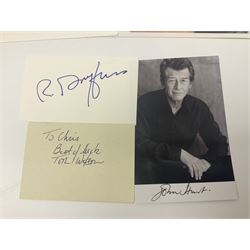 R. Dreyfuss
To Chris
Best of luck
Tom Watson
John Hurt.